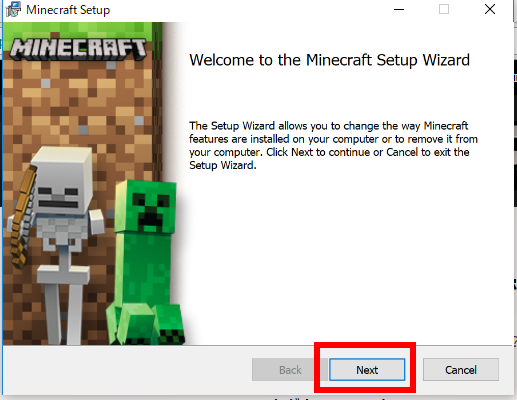 Minecraft Setup
MINECRAFT
Welcome to the Minecraft Setup Wizard
The Setup Wizard allows you to change the way Minecraft
features are installed on your computer or to remove it from
your computer. Click Next to continue or Cancel to exit the
Setup Wizard.
Back
Next
Cancel